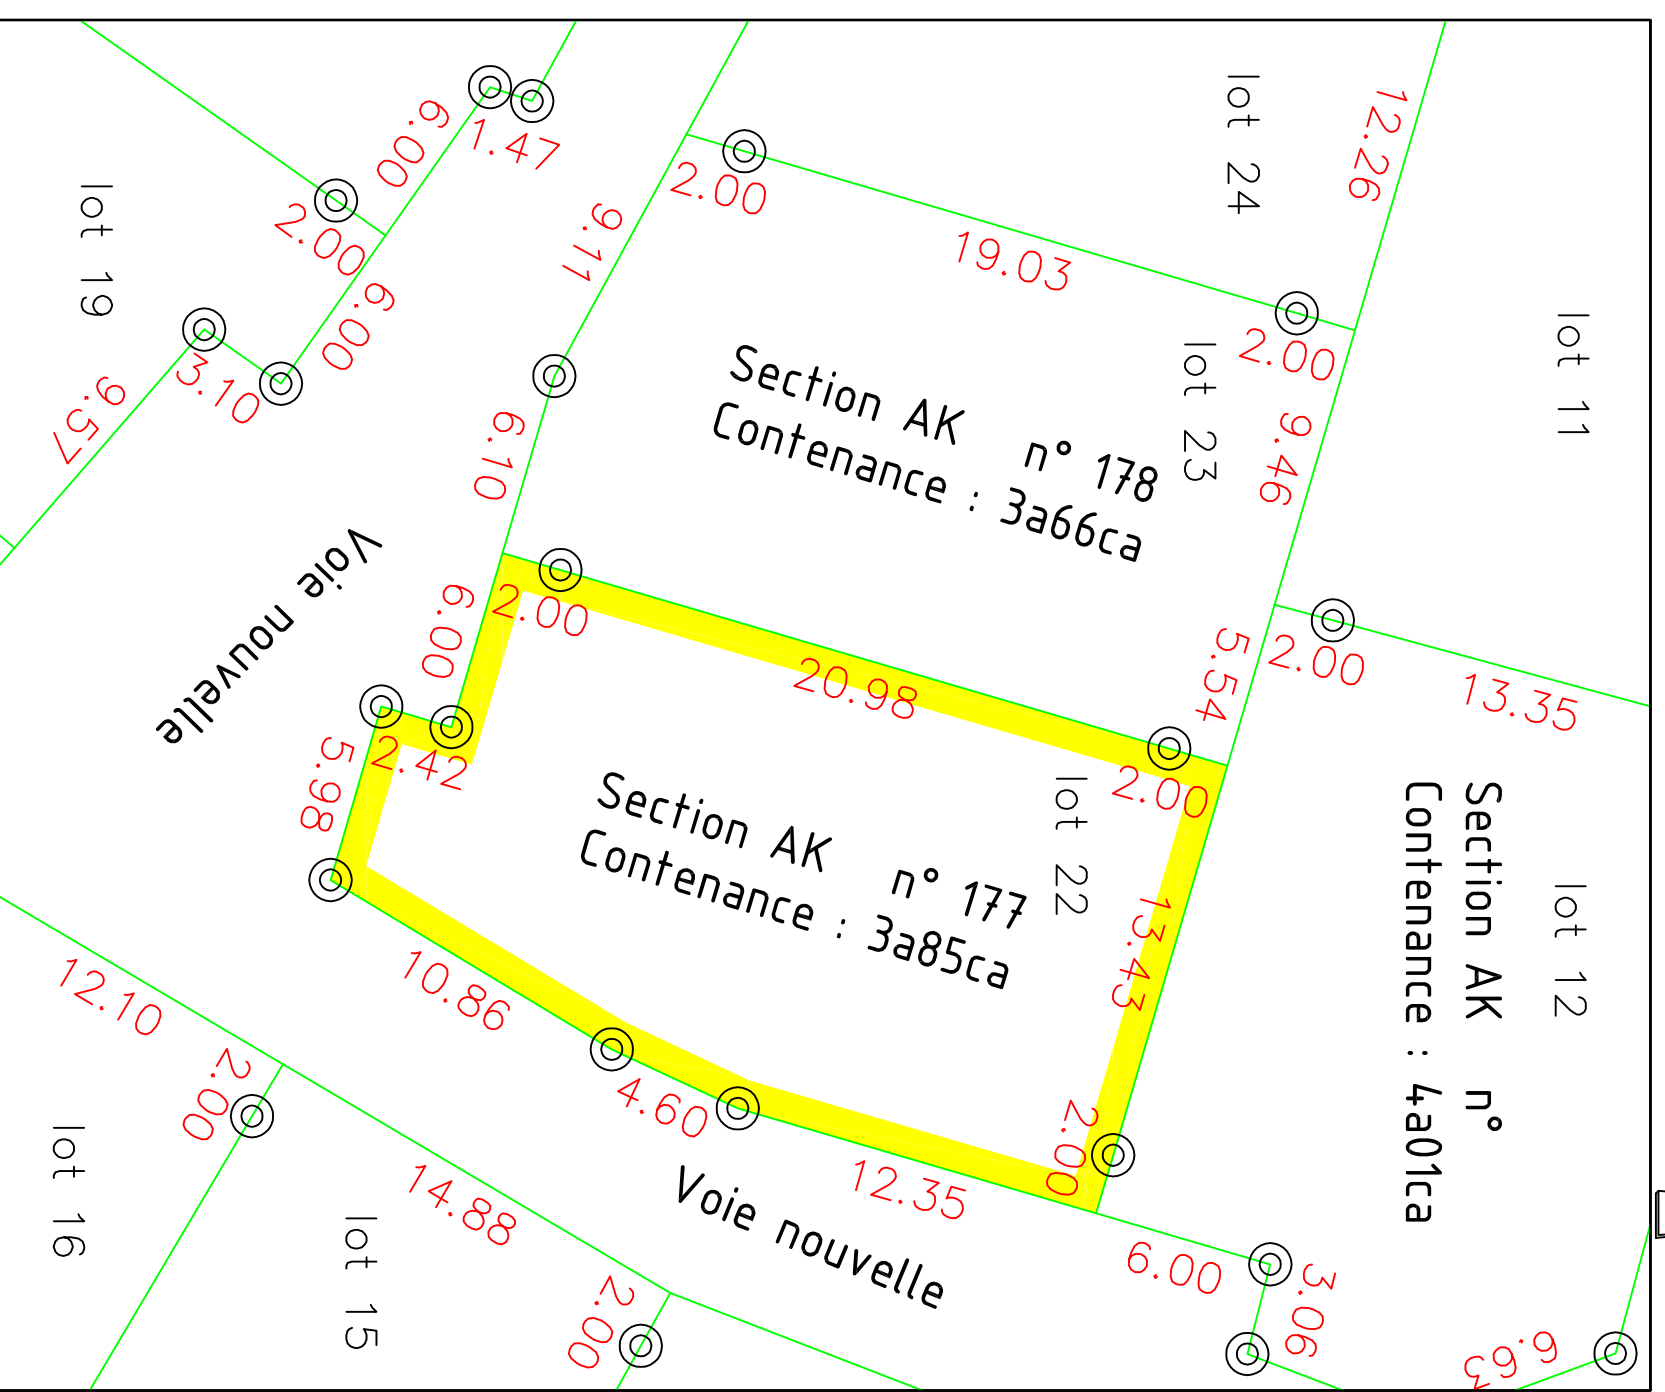 12.26
lot 24
6.00
1.47
2.00
lot 19
2.00
9.11
19.03
lot 11
6.00
2.00
lot 23
3.10
9.57
6.10
9.46
Section AK n° 178
Contenance : 3a66ca
Voie nouvelle
6.00
2.00
5.54
2.00
13.35
20.98
2.42
5.98
2.00
lot 22
Section AK n° 177
Contenance : 3a85ca
13.43
Section AK n°
Contenance : 4a01ca
lot 12
10.86
12.10
2.00
4.60
2.00
12.35
lot 16
14.88
Voie nouvelle
lot 15
6.00
3.06
2.00
6.63